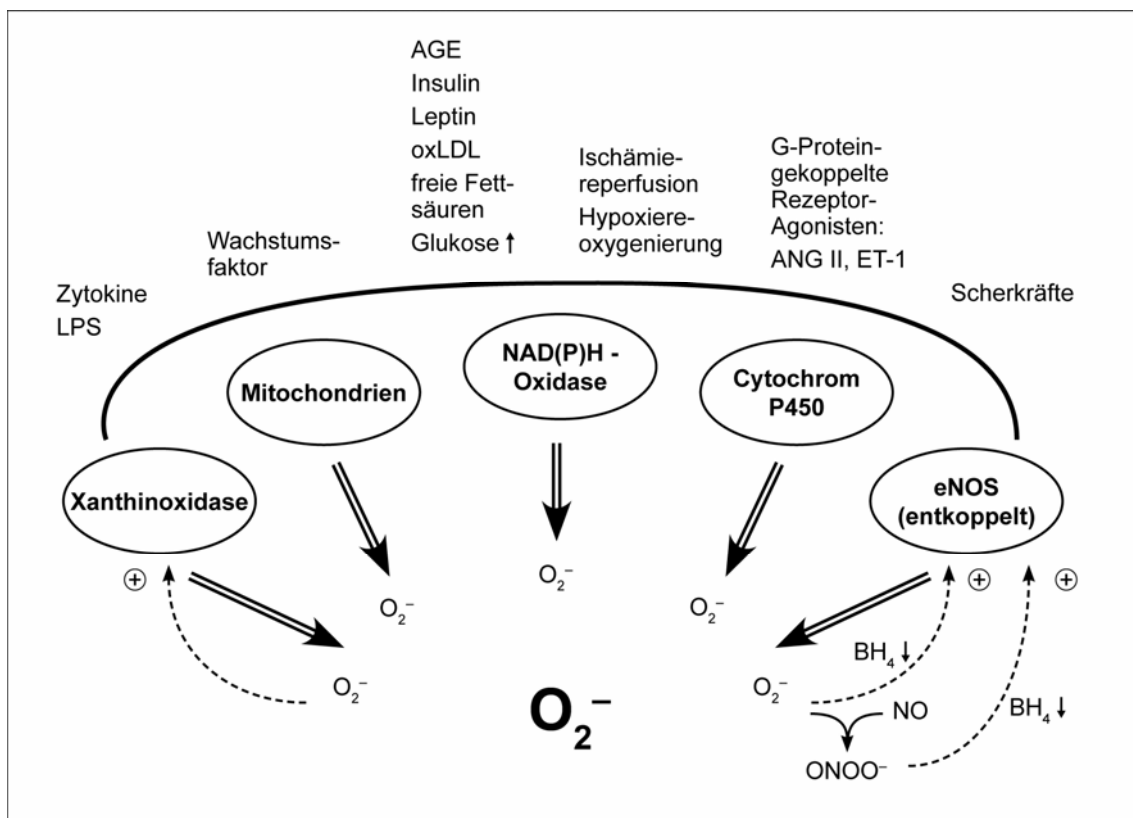 AGE
Insulin
Leptin
oxLDL
freie Fett-
säuren
Glukose ↑
Ischämie-
reperfusion
Hypoxiere-
oxygenierung
G-Protein-
gekoppelte
Rezeptor-
Agonisten:
ANG II, ET-1
Wachstums-
faktor
Zytokine
LPS
Scherkräfte
NAD(P)H -
Oxidase
Mitochondrien
Cytochrom
P450
Xanthinoxidase
eNOS
(entkoppelt)
+
+
+
O₂⁻
O₂⁻
O₂⁻
O₂⁻
O₂⁻
O₂⁻
BH₄ ↓
NO
BH₄ ↓
ONOO⁻